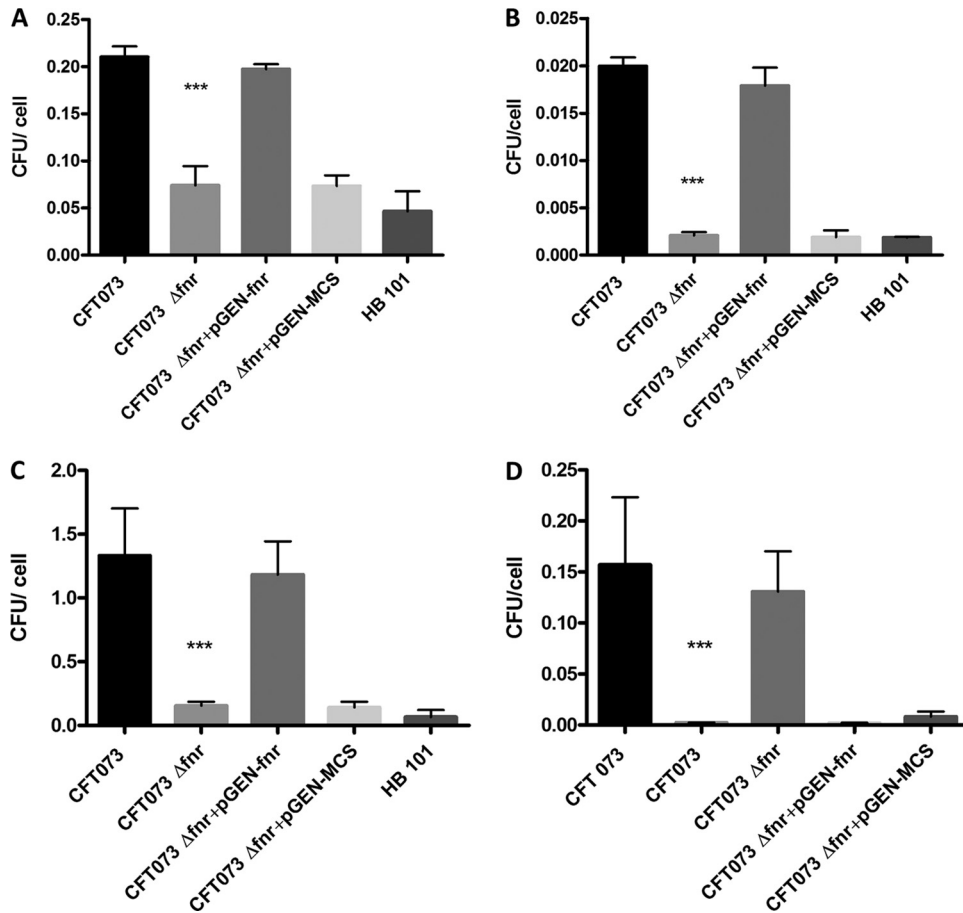 A
CFU/ cell
0.25
0.20
0.15
0.10
0.05
0.00
***
CFT073
CFT073 Δfnr
CFT073 Δfnr+pGEN-fnr
CFT073 Δfnr+pGEN-MCS
HB 101
B
CFU/cell
0.025
0.020
0.015
0.010
0.005
0.000
***
CFT073
CFT073 Δfnr
CFT073 Δfnr+pGEN-fnr
CFT073 Δfnr+pGEN-MCS
HB 101
C
CFU/ cell
2.0
1.5
1.0
0.5
0.0
***
CFT073
CFT073 Δfnr
CFT073 Δfnr+pGEN-fnr
CFT073 Δfnr+pGEN-MCS
HB 101
D
CFU/cell
0.25
0.20
0.15
0.10
0.05
0.00
***
CFT 073
CFT073
CFT073 Δfnr
CFT073 Δfnr+pGEN-fnr
CFT073 Δfnr+pGEN-MCS